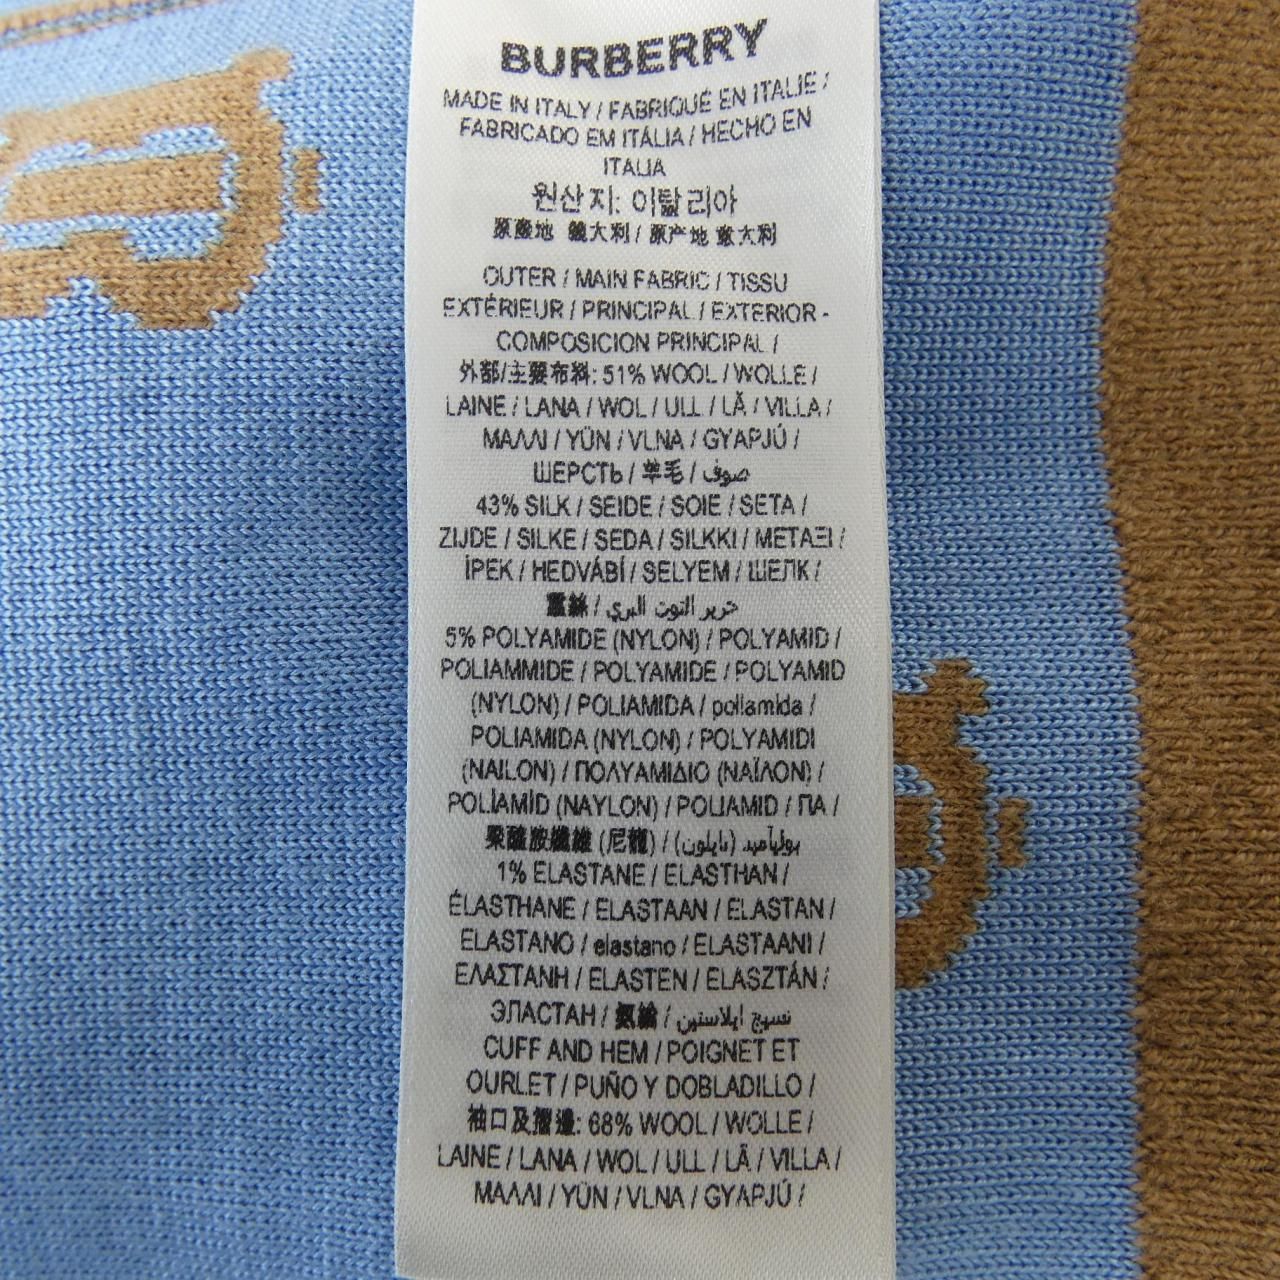 BURBERRY
MADE IN ITALY / FABRIQUÉ EN ITALIE /
FABRICADO EM ITÁLIA / HECHO EN
ITALIA
원산지: 이탈리아
原產地 義大利 / 原产地 意大利
OUTER / MAIN FABRIC / TISSU
EXTÉRIEUR / PRINCIPAL / EXTERIOR -
COMPOSICION PRINCIPAL /
外部/主要布料: 51% WOOL / WOLLE /
LAINE / LANA / WOL / ULL / LÃ / VILLA /
ΜΑΛΛΙ / YÜN / VLNA / GYAPJÚ /
ШЕРСТЬ / 羊毛 / صوف
43% SILK / SEIDE / SOIE / SETA /
ZIJDE / SILKE / SEDA / SILKKI / ΜΕΤΑΞΙ /
İPEK / HEDVÁBÍ / SELYEM / ШЕЛК /
蠶絲 / حرير التوت البري
5% POLYAMIDE (NYLON) / POLYAMID /
POLIAMMIDE / POLYAMIDE / POLYAMID
(NYLON) / POLIAMIDA / poliamida /
POLIAMIDA (NYLON) / POLYAMIDI
(NAILON) / ΠΟΛΥΑΜΙΔΙΟ (ΝΑΪΛΟΝ) /
POLİAMİD (NAYLON) / POLIAMID / ПА /
聚醯胺纖維 (尼龍) / بولياميد (نايلون)
1% ELASTANE / ELASTHAN /
ÉLASTHANE / ELASTAAN / ELASTAN /
ELASTANO / elastano / ELASTAANI /
ΕΛΑΣΤΑΝΗ / ELASTEN / ELASZTÁN /
ЭЛАСТАН / 氨綸 / نسيج ايلاستين
CUFF AND HEM / POIGNET ET
OURLET / PUÑO Y DOBLADILLO /
袖口及摺邊: 68% WOOL / WOLLE /
LAINE / LANA / WOL / ULL / LÃ / VILLA /
ΜΑΛΛΙ / YÜN / VLNA / GYAPJÚ /